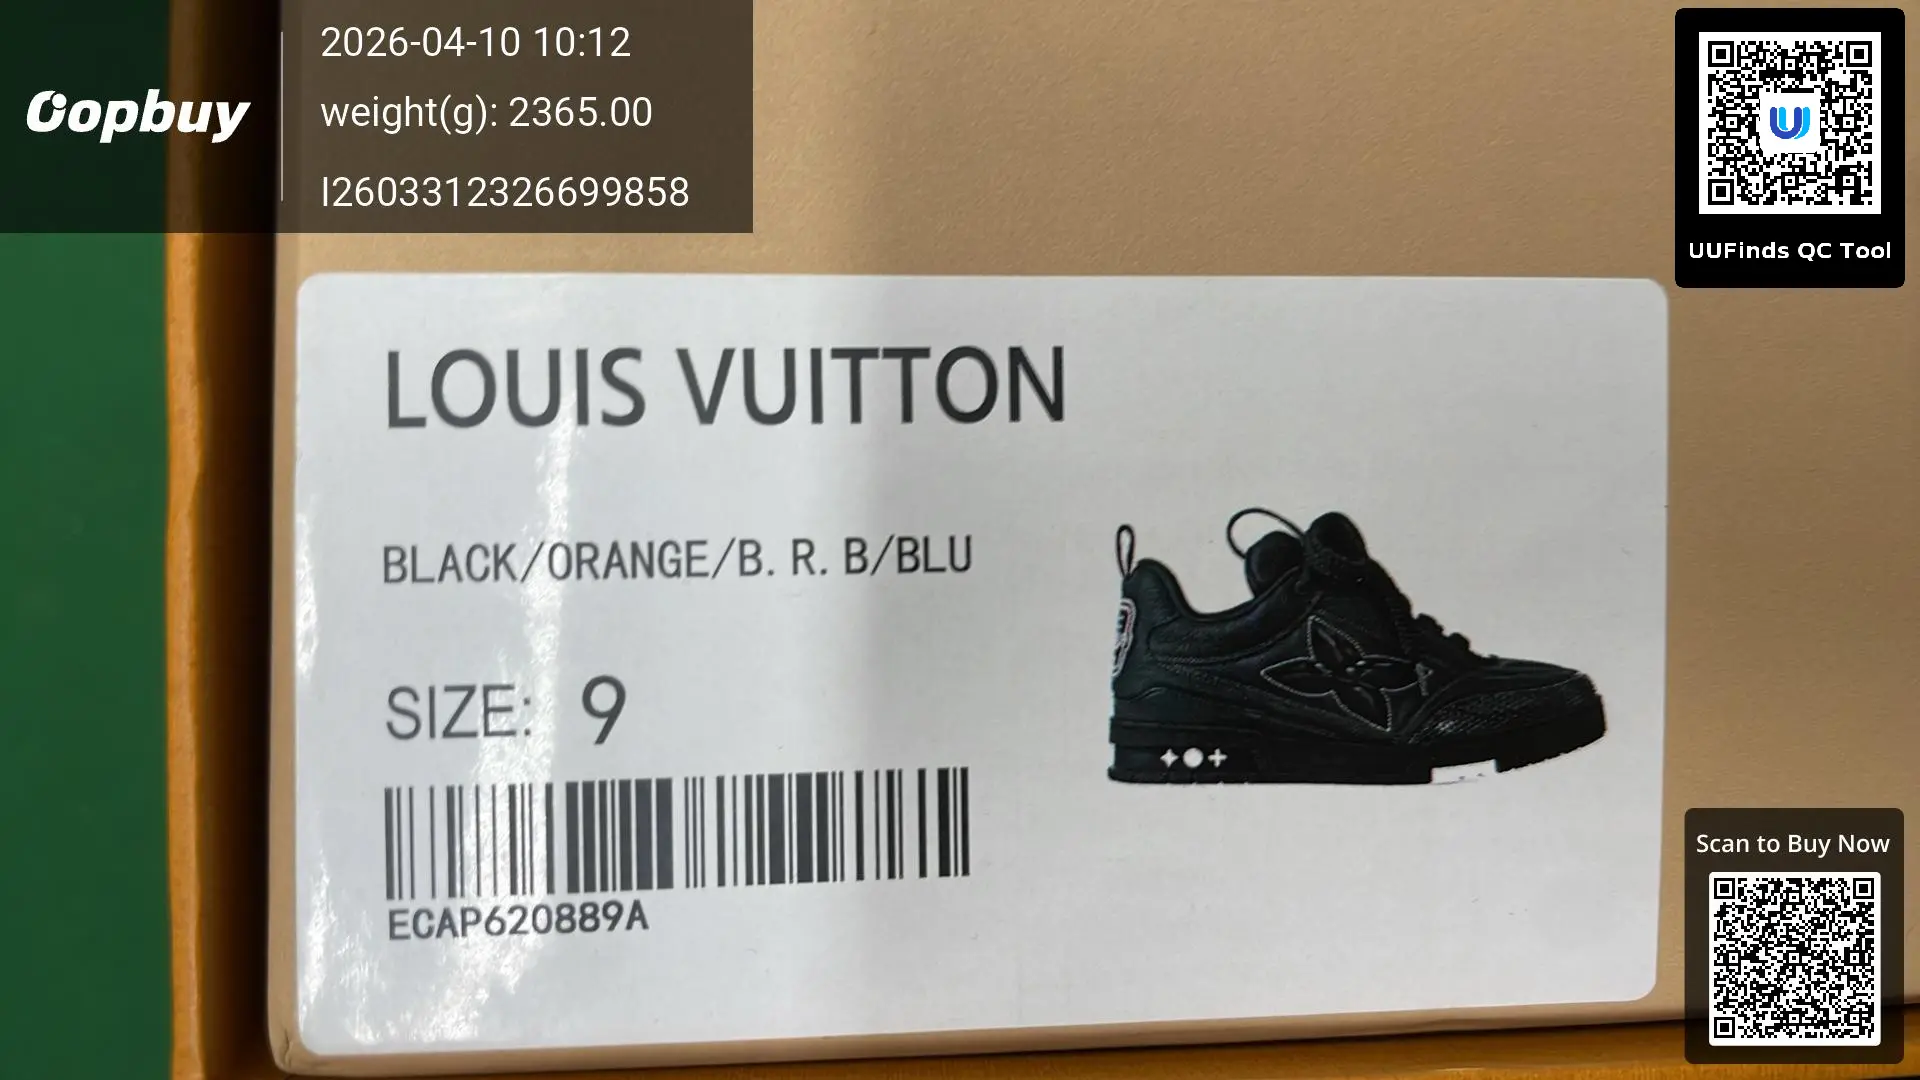 Oopbuy
2026-04-10 10:12
weight(g): 2365.00
I2603312326699858
UUFinds QC Tool
LOUIS VUITTON
BLACK/ORANGE/B. R. B/BLU
SIZE: 9
ECAP620889A
Scan to Buy Now